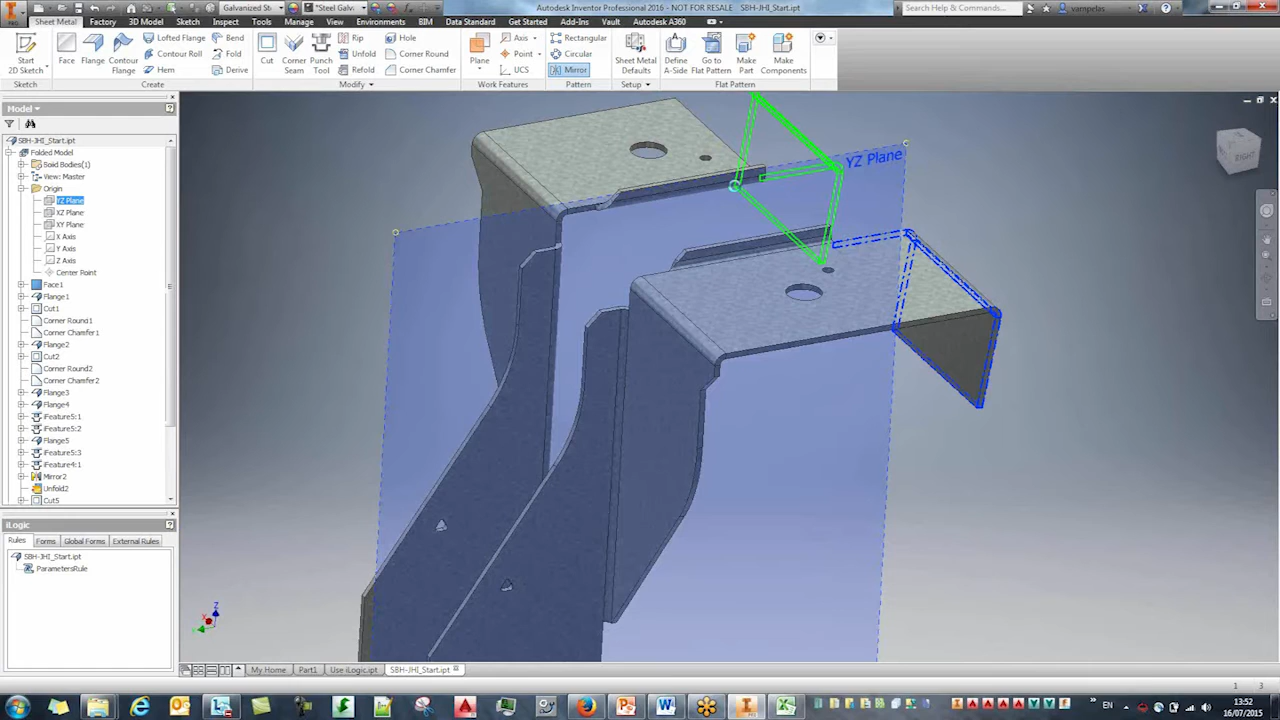 Galvanized St
Steel Galv
Autodesk Inventor Professional 2016 - NOT FOR RESALE SBH-JHI_Start.ipt
Search Help & Commands...
vampelos
Sheet Metal
Factory
3D Model
Sketch
Inspect
Tools
Manage
View
Environments
BIM
Data Standard
Get Started
Add-Ins
Vault
Autodesk A360
Start
2D Sketch
Face
Flange
Contour
Flange
Lofted Flange
Contour Roll
Hem
Bend
Fold
Derive
Cut
Corner
Seam
Punch
Tool
Rip
Unfold
Refold
Hole
Corner Round
Corner Chamfer
Plane
Axis
Point
UCS
Rectangular
Circular
Mirror
Sheet Metal
Defaults
Define
A-Side
Go to
Flat Pattern
Make
Part
Make
Components
Sketch
Create
Modify
Work Features
Pattern
Setup
Flat Pattern
Model
SBH-JHI_Start.ipt
Folded Model
Solid Bodies(1)
View: Master
Origin
YZ Plane
XZ Plane
XY Plane
X Axis
Y Axis
Z Axis
Center Point
Face1
Flange1
Cut1
Corner Round1
Corner Chamfer1
Flange2
Cut2
Corner Round2
Corner Chamfer2
Flange3
Flange4
iFeature5:1
iFeature5:2
Flange5
iFeature5:3
iFeature4:1
Mirror2
Unfold2
Cut5
YZ Plane
RIGHT
iLogic
Rules
Forms
Global Forms
External Rules
SBH-JHI_Start.ipt
ParametersRule
Z
My Home
Part1
Use iLogic.ipt
SBH-JHI_Start.ipt
1
3
EN
13:52
16/07/2015